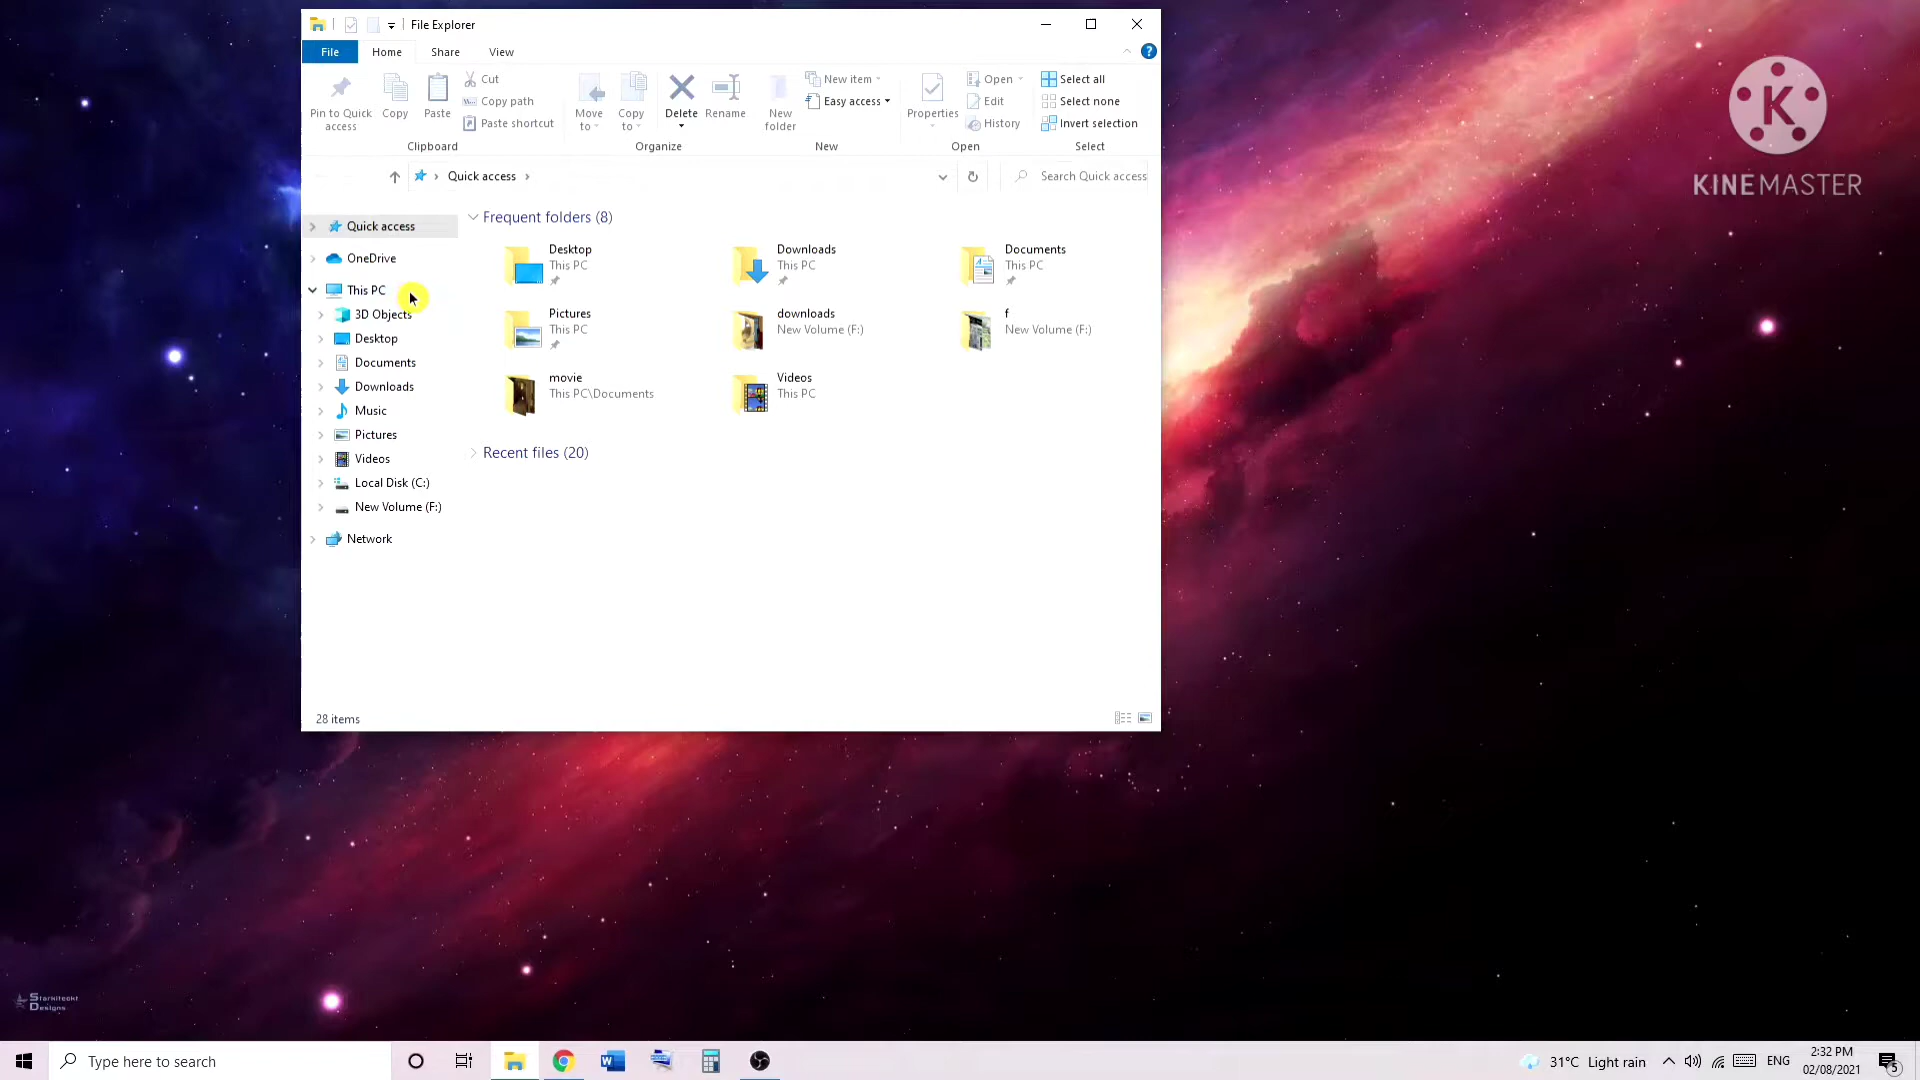 File Explorer
File Home Share View
Pin to Quick access
Copy
Paste
Cut
Copy path
Paste shortcut
Move to
Copy to
Delete
Rename
New folder
New item
Easy access
Properties
Open
Edit
History
Select all
Select none
Invert selection
Clipboard Organize New Open Select
Quick access
Search Quick access
Quick access
OneDrive
This PC
3D Objects
Desktop
Documents
Downloads
Music
Pictures
Videos
Local Disk (C:)
New Volume (F:)
Network
Frequent folders (8)
Desktop
This PC
Downloads
This PC
Documents
This PC
Pictures
This PC
downloads
New Volume (F:)
f
New Volume (F:)
movie
This PC\Documents
Videos
This PC
Recent files (20)
28 items
K
KINEMASTER
Starkiteckt
Designs
Type here to search
31°C Light rain
ENG
2:32 PM
02/08/2021
5